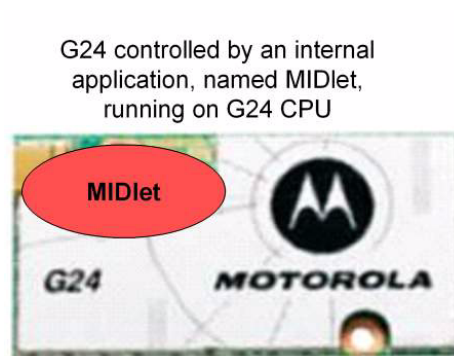 G24 controlled by an internal
application, named MIDlet,
running on G24 CPU
MIDlet
G24
MOTOROLA